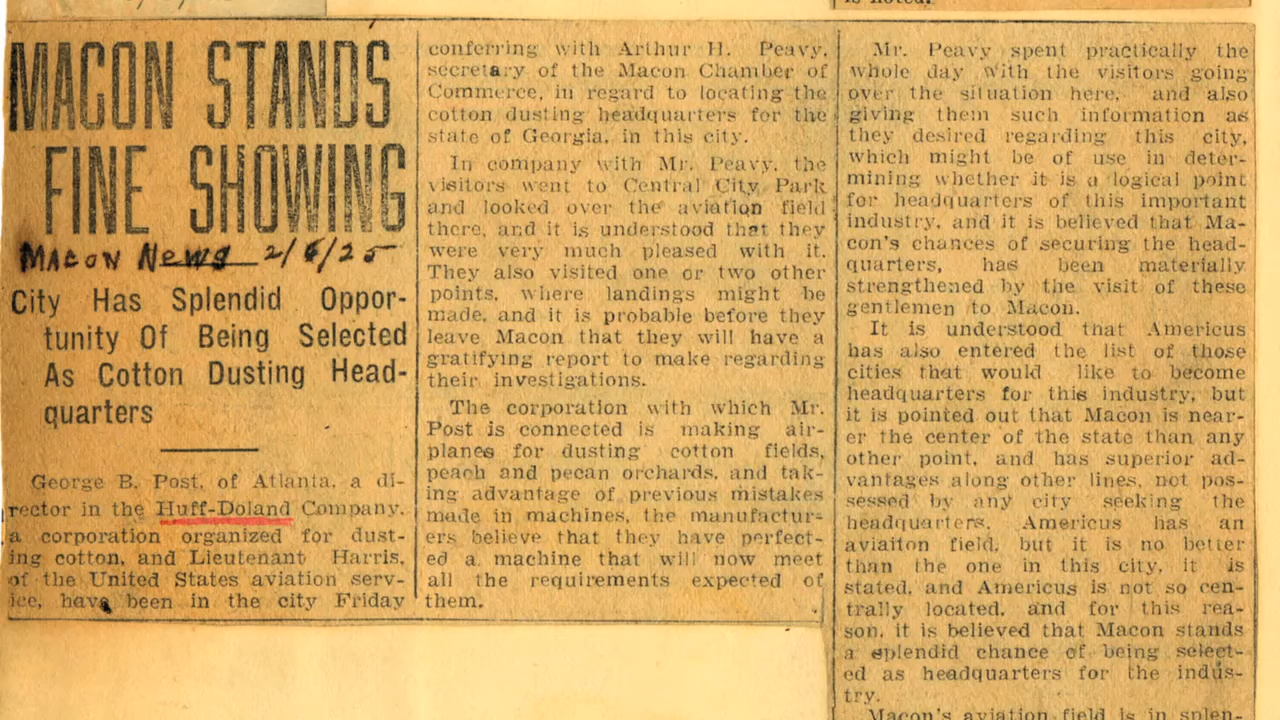 MACON STANDS
FINE SHOWING
MACON News 2/6/25
City Has Splendid Oppor-
tunity Of Being Selected
As Cotton Dusting Head-
quarters
George B. Post, of Atlanta, a di-
rector in the Huff-Doland Company,
a corporation organized for dust-
ing cotton, and Lieutenant Harris,
of the United States aviation serv-
ice, have been in the city Friday
conferring with Arthur H. Peavy,
secretary of the Macon Chamber of
Commerce, in regard to locating the
cotton dusting headquarters for the
state of Georgia, in this city.
In company with Mr. Peavy, the
visitors went to Central City Park
and looked over the aviation field
there, and it is understood that they
were very much pleased with it.
They also visited one or two other
points, where landings might be
made, and it is probable before they
leave Macon that they will have a
gratifying report to make regarding
their investigations.
The corporation with which Mr.
Post is connected is making air-
planes for dusting cotton fields,
peach and pecan orchards, and tak-
ing advantage of previous mistakes
made in machines, the manufactur-
ers believe that they have perfect-
ed a machine that will now meet
all the requirements expected of
them.
is noted.
Mr. Peavy spent practically the
whole day with the visitors going
over the situation here, and also
giving them such information as
they desired regarding this city,
which might be of use in deter-
mining whether it is a logical point
for headquarters of this important
industry, and it is believed that Ma-
con's chances of securing the head-
quarters, has been materially
strengthened by the visit of these
gentlemen to Macon.
It is understood that Americus
has also entered the list of those
cities that would like to become
headquarters for this industry, but
it is pointed out that Macon is near-
er the center of the state than any
other point, and has superior ad-
vantages along other lines, not pos-
sessed by any city seeking the
headquarters. Americus has an
aviaiton field, but it is no better
than the one in this city, it is
stated, and Americus is not so cen-
trally located, and for this rea-
son, it is believed that Macon stands
a splendid chance of being select-
ed as headquarters for the indus-
try.
Macon's aviation field is in splen-